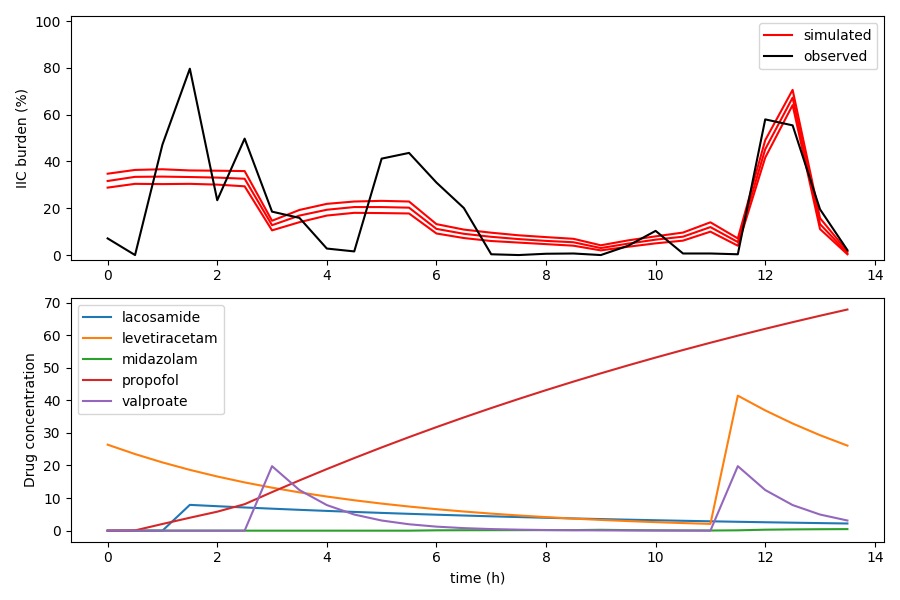 100
80
60
40
20
0
IIC burden (%)
simulated
observed
0 2 4 6 8 10 12 14
70
60
50
40
30
20
10
0
Drug concentration
lacosamide
levetiracetam
midazolam
propofol
valproate
0 2 4 6 8 10 12 14
time (h)